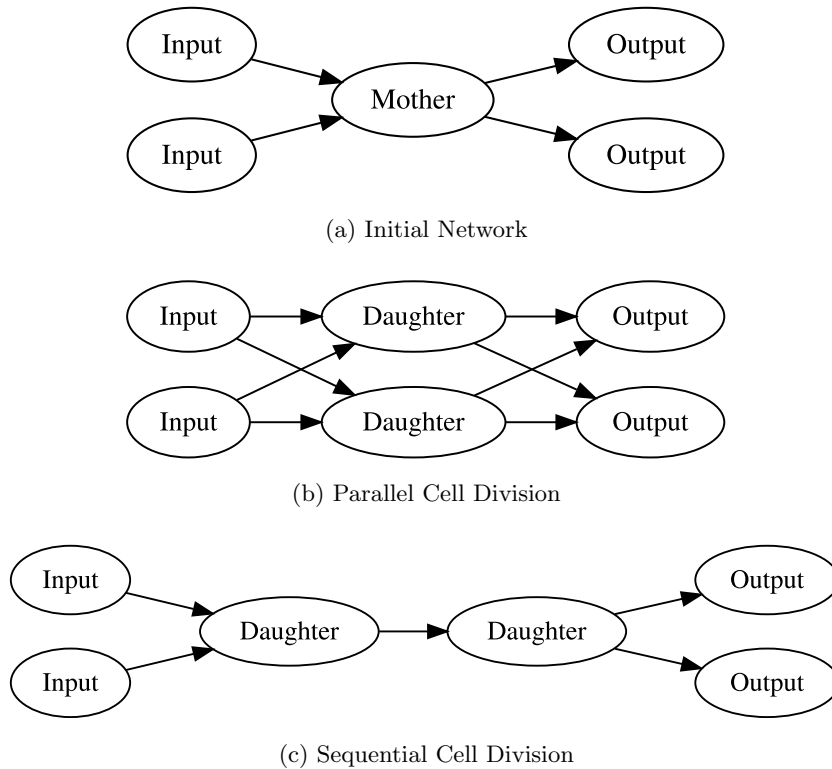 Input
Output
Mother
Input
Output
(a) Initial Network
Input
Daughter
Output
Input
Daughter
Output
(b) Parallel Cell Division
Input
Output
Daughter
Daughter
Input
Output
(c) Sequential Cell Division